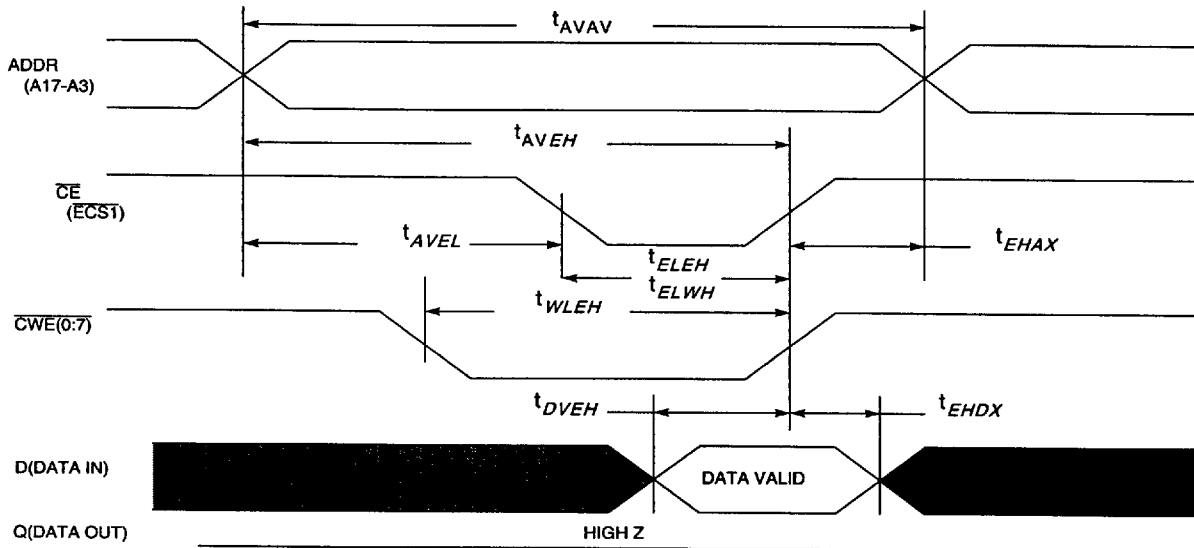 tAVAV
ADDR
(A17-A3)
tAVEH
CE
(ECS1)
tAVEL
tEHAX
tELEH
tELWH
tWLEH
CWE(0:7)
tDVEH
tEHDX
D(DATA IN)
DATA VALID
Q(DATA OUT)
HIGH Z